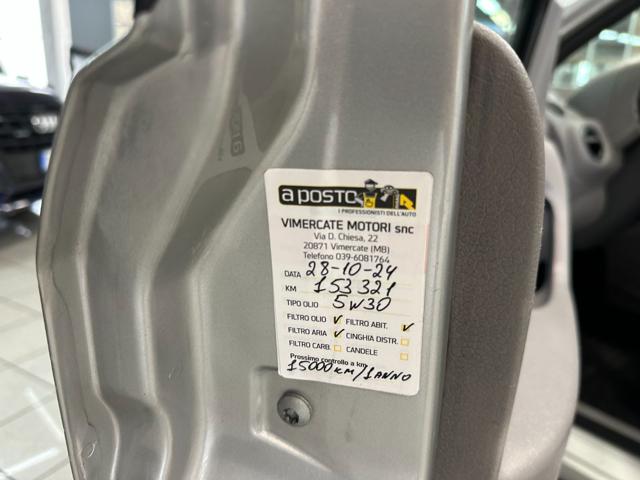 a posto
I PROFESSIONISTI DELL'AUTO
VIMERCATE MOTORI snc
Via D. Chiesa, 22
20871 Vimercate (MB)
Telefono 039-6081764
DATA 28-10-24
KM 153321
TIPO OLIO 5W30
FILTRO OLIO ✓ FILTRO ABIT. ✓
FILTRO ARIA ✓ CINGHIA DISTR.
FILTRO CARB. CANDELE
Prossimo controllo a km
15000 KM/1 ANNO